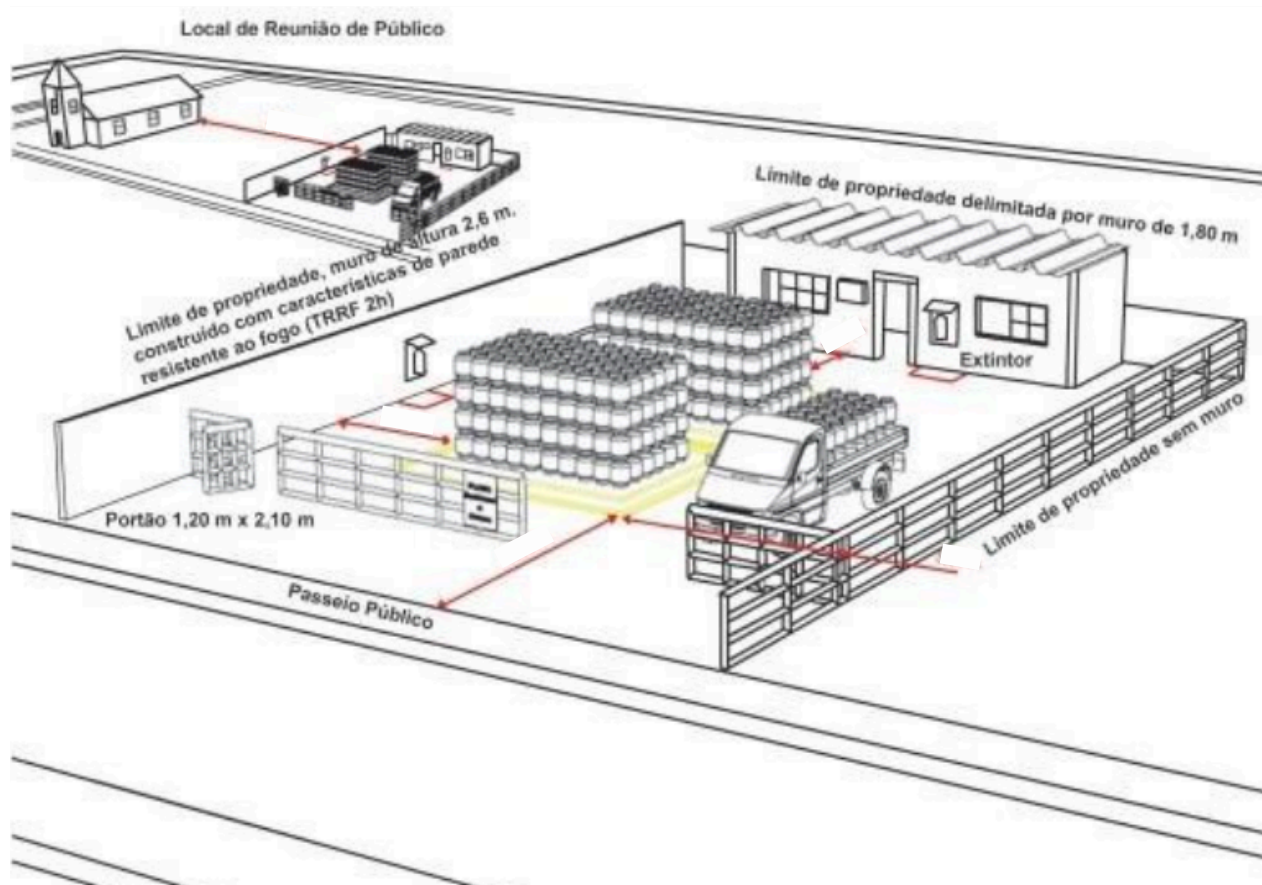 Local de Reunião de Público
Limite de propriedade delimitada por muro de 1,80 m
Limite de propriedade, muro de altura 2,6 m.
construído com características de parede
resistente ao fogo (TRRF 2h)
Extintor
Limite de propriedade sem muro
Portão 1,20 m x 2,10 m
Passeio Público